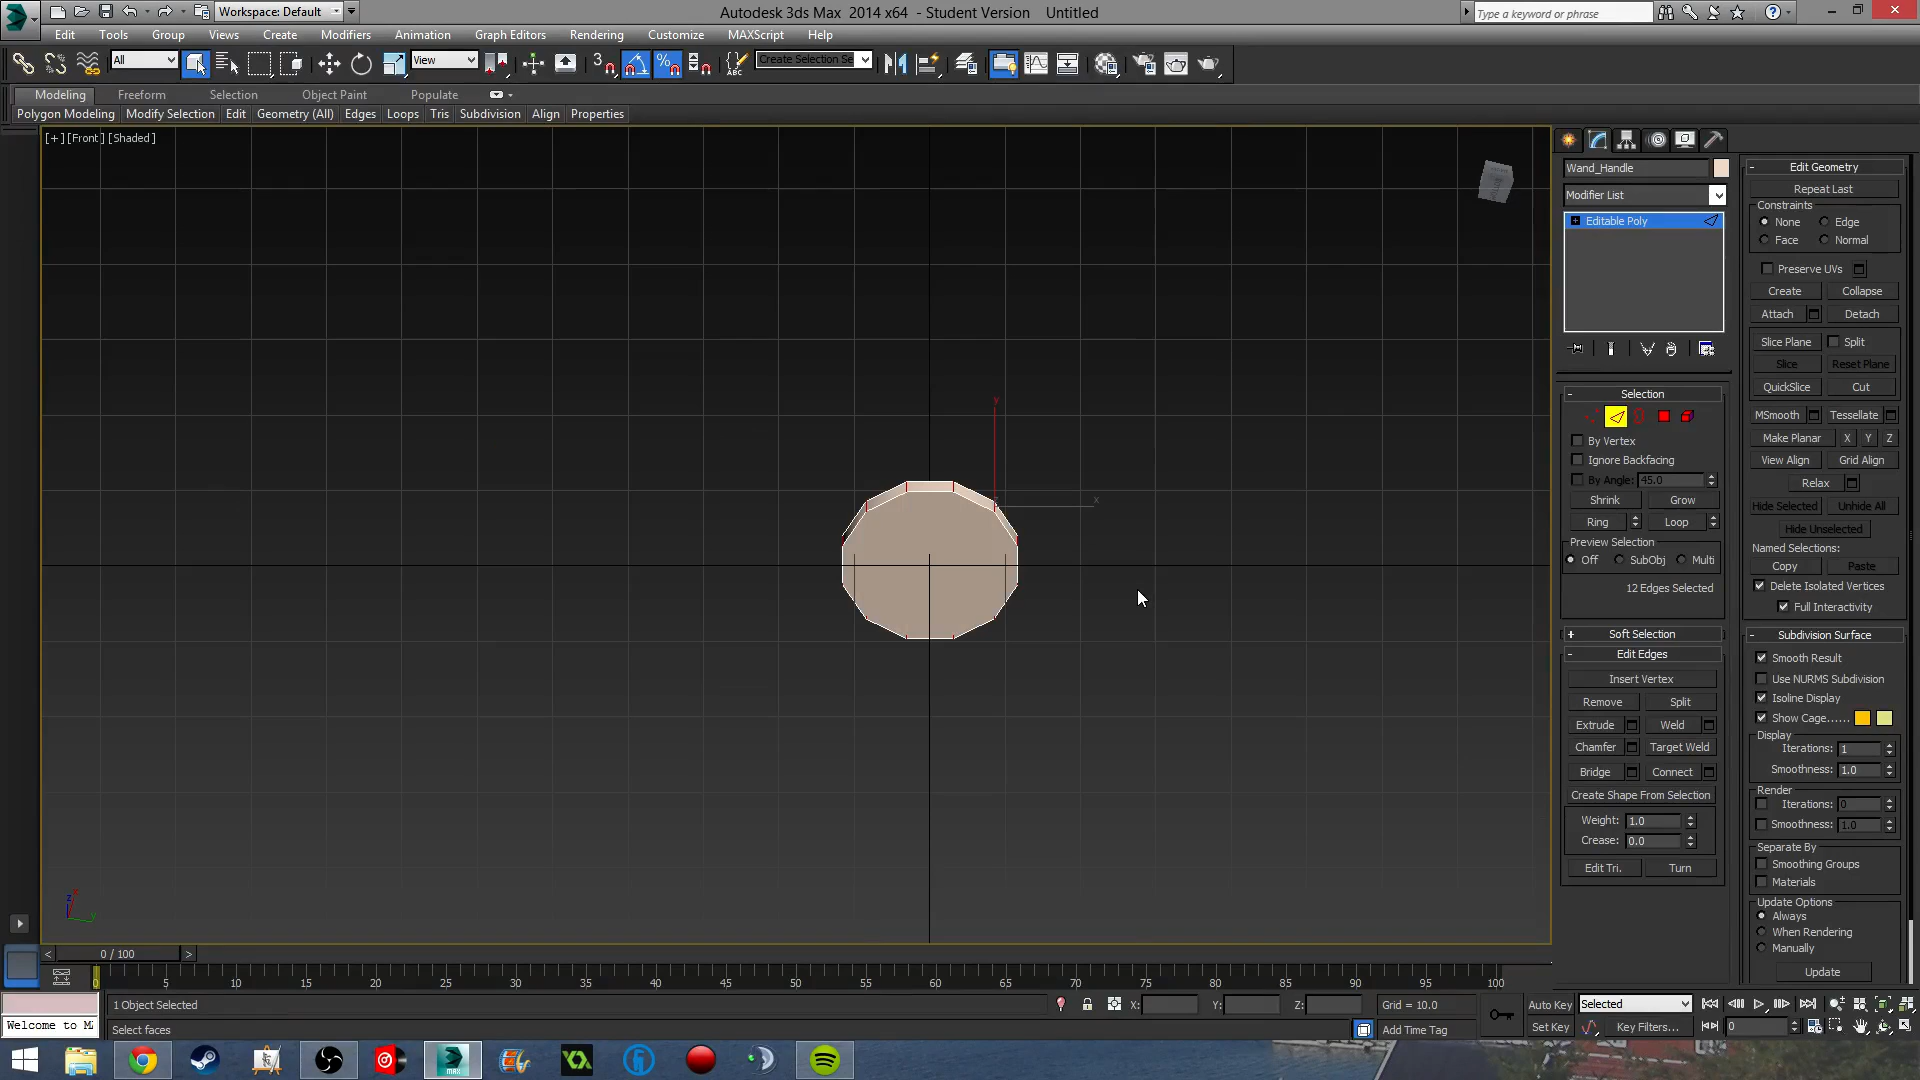 Workspace: Default
Autodesk 3ds Max 2014 x64 - Student Version Untitled
Type a keyword or phrase
Edit Tools Group Views Create Modifiers Animation Graph Editors Rendering Customize MAXScript Help
All
View
Create Selection Se
Modeling Freeform Selection Object Paint Populate
Polygon Modeling Modify Selection Edit Geometry (All) Edges Loops Tris Subdivision Align Properties
[+] [Front] [Shaded]
y
x
z
x
y
Wand_Handle
Modifier List
Editable Poly
Selection
By Vertex
Ignore Backfacing
By Angle: 45.0
Shrink Grow
Ring Loop
Preview Selection
Off SubObj Multi
12 Edges Selected
Soft Selection
Edit Edges
Insert Vertex
Remove Split
Extrude Weld
Chamfer Target Weld
Bridge Connect
Create Shape From Selection
Weight: 1.0
Crease: 0.0
Edit Tri. Turn
Edit Geometry
Repeat Last
Constraints
None Edge
Face Normal
Preserve UVs
Create Collapse
Attach Detach
Slice Plane Split
Slice Reset Plane
QuickSlice Cut
MSmooth Tessellate
Make Planar X Y Z
View Align Grid Align
Relax
Hide Selected Unhide All
Hide Unselected
Named Selections:
Copy Paste
Delete Isolated Vertices
Full Interactivity
Subdivision Surface
Smooth Result
Use NURMS Subdivision
Isoline Display
Show Cage......
Display
Iterations: 1
Smoothness: 1.0
Render
Iterations: 0
Smoothness: 1.0
Separate By
Smoothing Groups
Materials
Update Options
Always
When Rendering
Manually
Update
< 0 / 100 >
0 5 10 15 20 25 30 35 40 45 50 55 60 65 70 75 80 85 90 95 100
1 Object Selected
X: Y: Z: Grid = 10.0
Auto Key Selected
Welcome to M
Select faces
Add Time Tag
Set Key Key Filters... 0
MAX